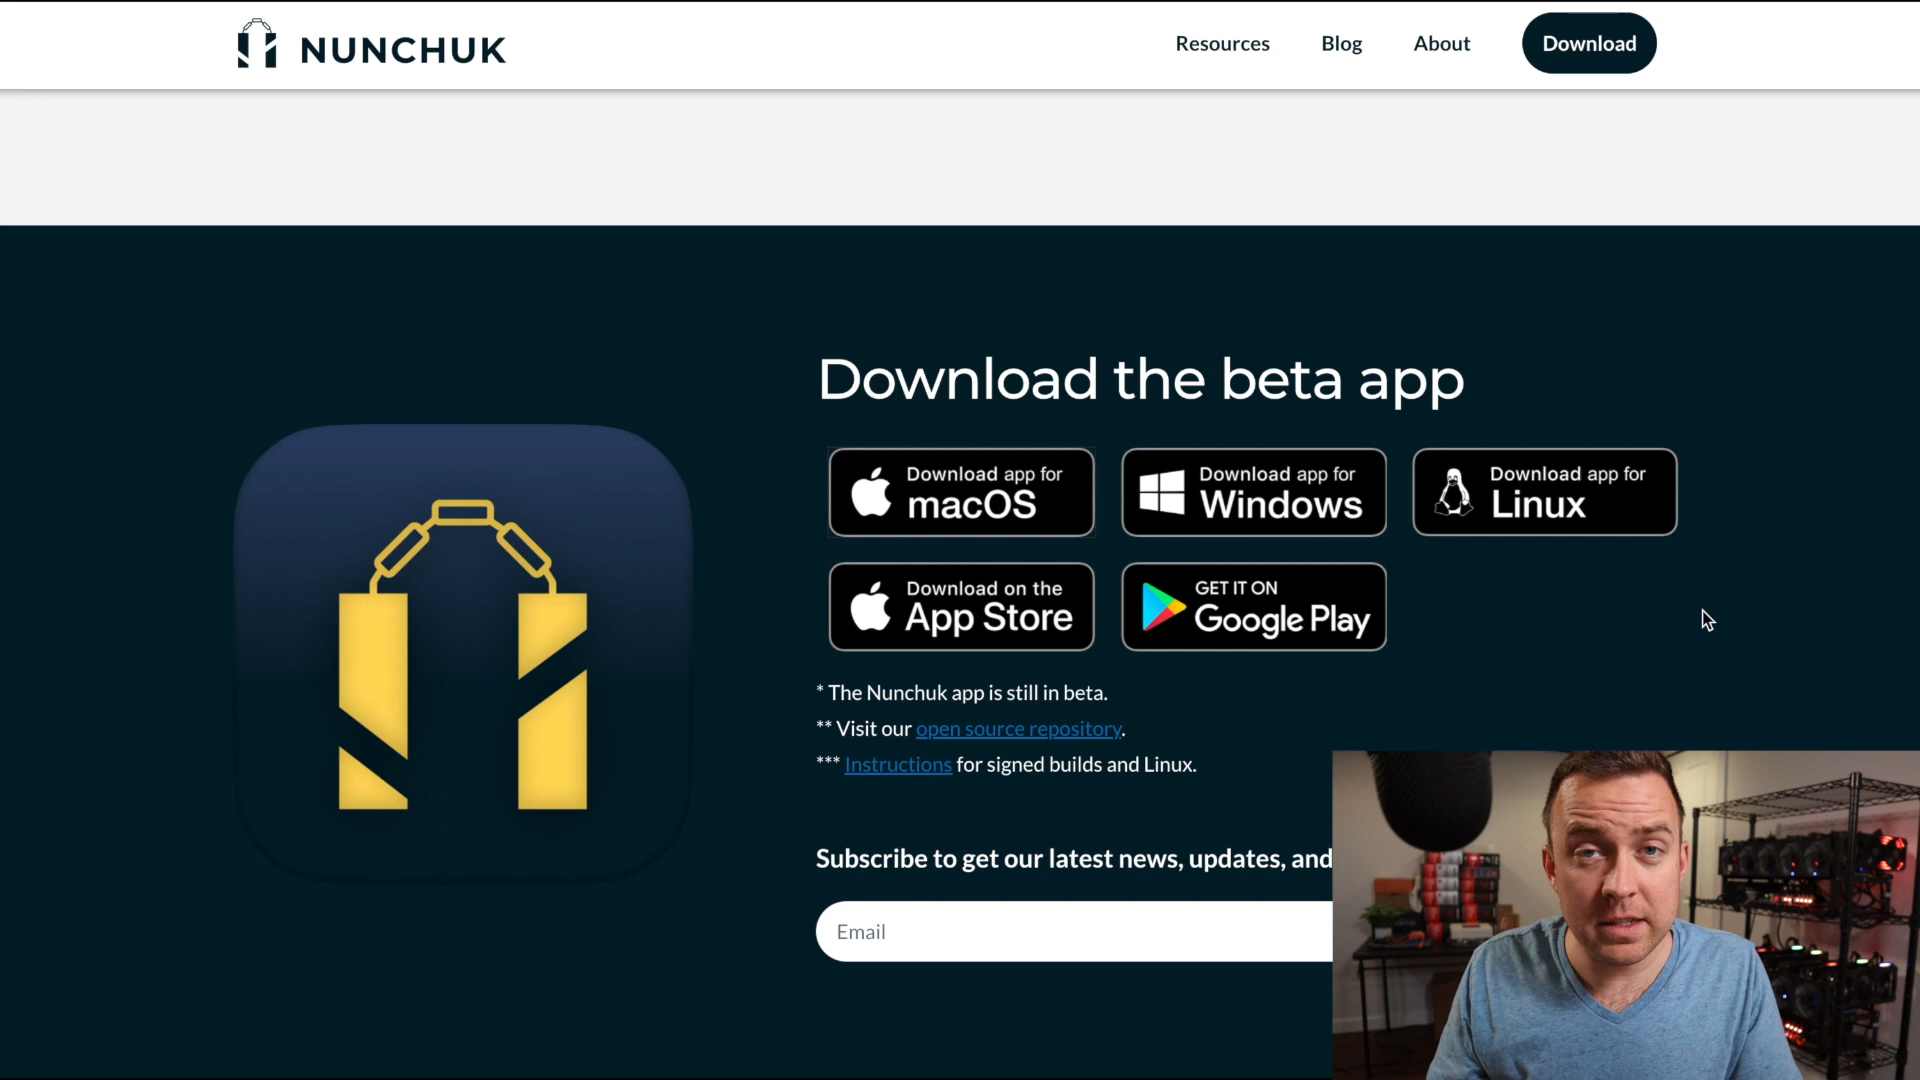 NUNCHUK
Resources
Blog
About
Download
Download the beta app
Download app for
macOS
Download app for
Windows
Download app for
Linux
Download on the
App Store
GET IT ON
Google Play
* The Nunchuk app is still in beta.
** Visit our open source repository.
*** Instructions for signed builds and Linux.
Subscribe to get our latest news, updates, and
Email